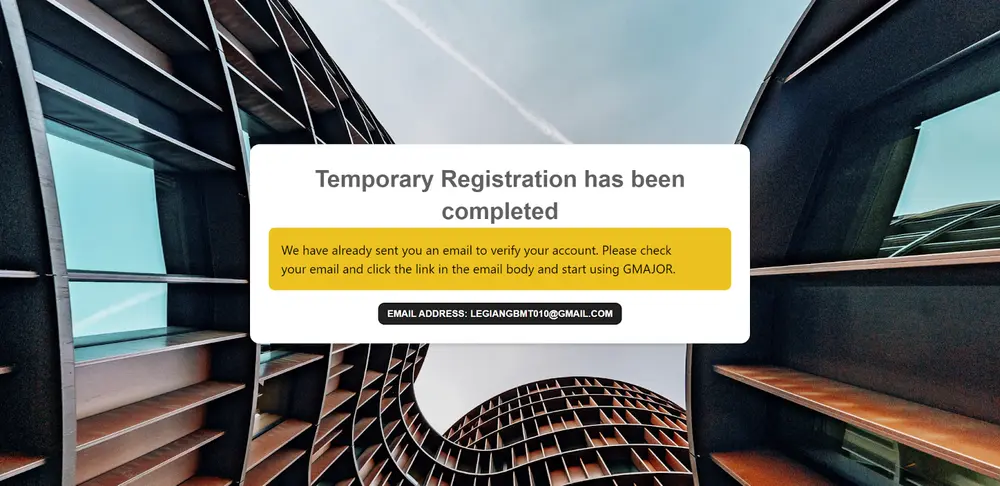 Temporary Registration has been
completed
We have already sent you an email to verify your account. Please check
your email and click the link in the email body and start using GMAJOR.
EMAIL ADDRESS: LEGIANGBMT010@GMAIL.COM